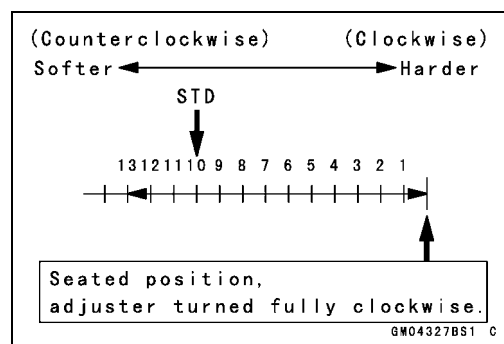 (Counterclockwise) (Clockwise)
Softer Harder
STD
13 12 11 10 9 8 7 6 5 4 3 2 1
Seated position,
adjuster turned fully clockwise.
GM04327BS1 C